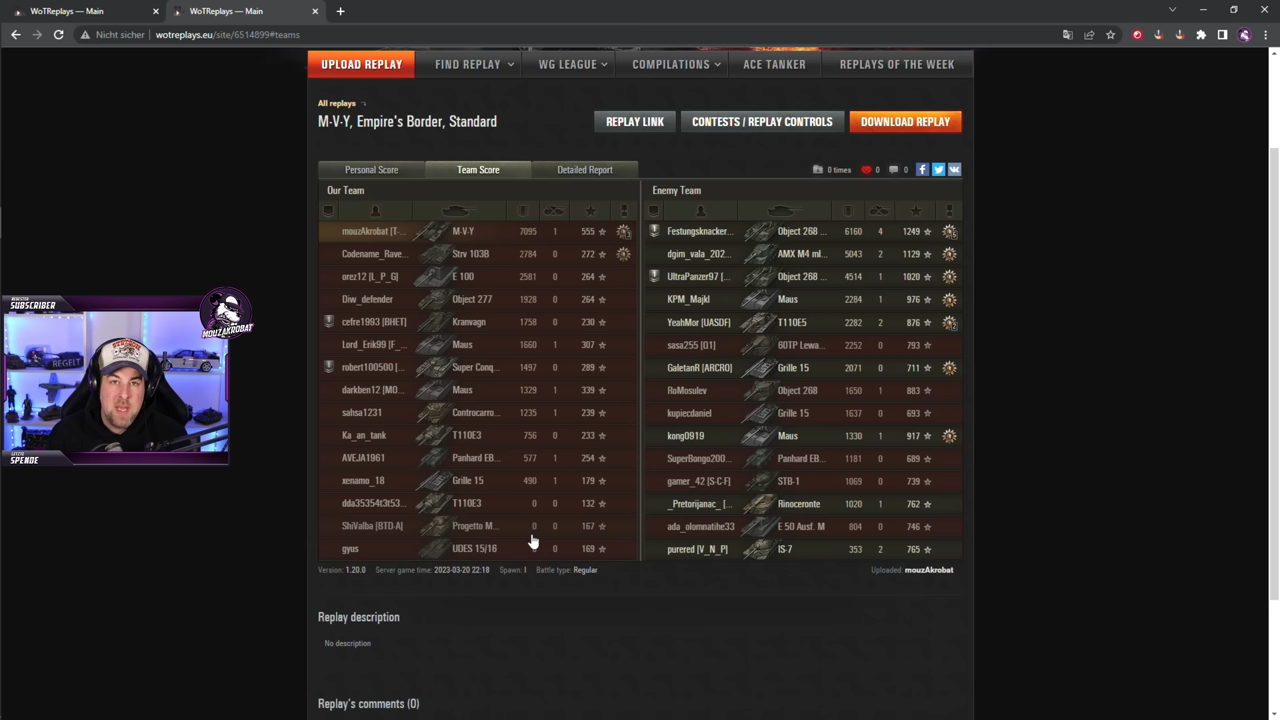 WoTReplays — Main
WoTReplays — Main
Nicht sicher | wotreplays.eu/site/6514899#teams
UPLOAD REPLAY FIND REPLAY WG LEAGUE COMPILATIONS ACE TANKER REPLAYS OF THE WEEK
All replays
M-V-Y, Empire's Border, Standard
REPLAY LINK CONTESTS / REPLAY CONTROLS DOWNLOAD REPLAY
Personal Score Team Score Detailed Report 0 times 0 0
Our Team Enemy Team
mouzAkrobat [T-... M-V-Y 7095 1 555 Festungsknacker... Object 268 ... 6160 4 1249
Codename_Rave... Strv 103B 2784 0 272 dgim_vala_202... AMX M4 ml... 5043 2 1129
orez12 [L_P_G] E 100 2581 0 264 UltraPanzer97 [... Object 268 ... 4514 1 1020
Diw_defender Object 277 1928 0 264 KPM_Majkl Maus 2284 1 976
cefre1993 [BHET] Kranvagn 1758 0 230 YeahMor [UASDF] T110E5 2282 2 876
Lord_Erik99 [F_... Maus 1660 1 307 sasa255 [Q1] 60TP Lewa... 2252 0 793
robert100500 [... Super Conq... 1497 0 289 GaletanR [ARCRO] Grille 15 2071 0 711
darkben12 [MO... Maus 1329 1 339 RoMosulev Object 268 1650 1 883
sahsa1231 Controcarro... 1235 1 239 kupiecdaniel Grille 15 1637 0 693
Ka_an_tank T110E3 756 0 233 kong0919 Maus 1330 1 917
AVEJA1961 Panhard EB... 577 1 254 SuperBongo200... Panhard EB... 1181 0 689
xenamo_18 Grille 15 490 1 179 gamer_42 [S-C-F] STB-1 1069 0 739
dda35354t3t53... T110E3 0 0 132 _Pretorijanac_ [... Rinoceronte 1020 1 762
ShiValba [BTD-A] Progetto M... 0 0 167 ada_olomnatihe33 E 50 Ausf. M 804 0 746
gyus UDES 15/16 0 169 purered [V_N_P] IS-7 353 2 765
Version: 1.20.0 Server game time: 2023-03-20 22:18 Spawn: I Battle type: Regular Uploaded: mouzAkrobat
Replay description
No description
Replay's comments (0)
NEUESTER
SUBSCRIBER
MOUZAKROBAT
REGELT
LETZTE
SPENDE